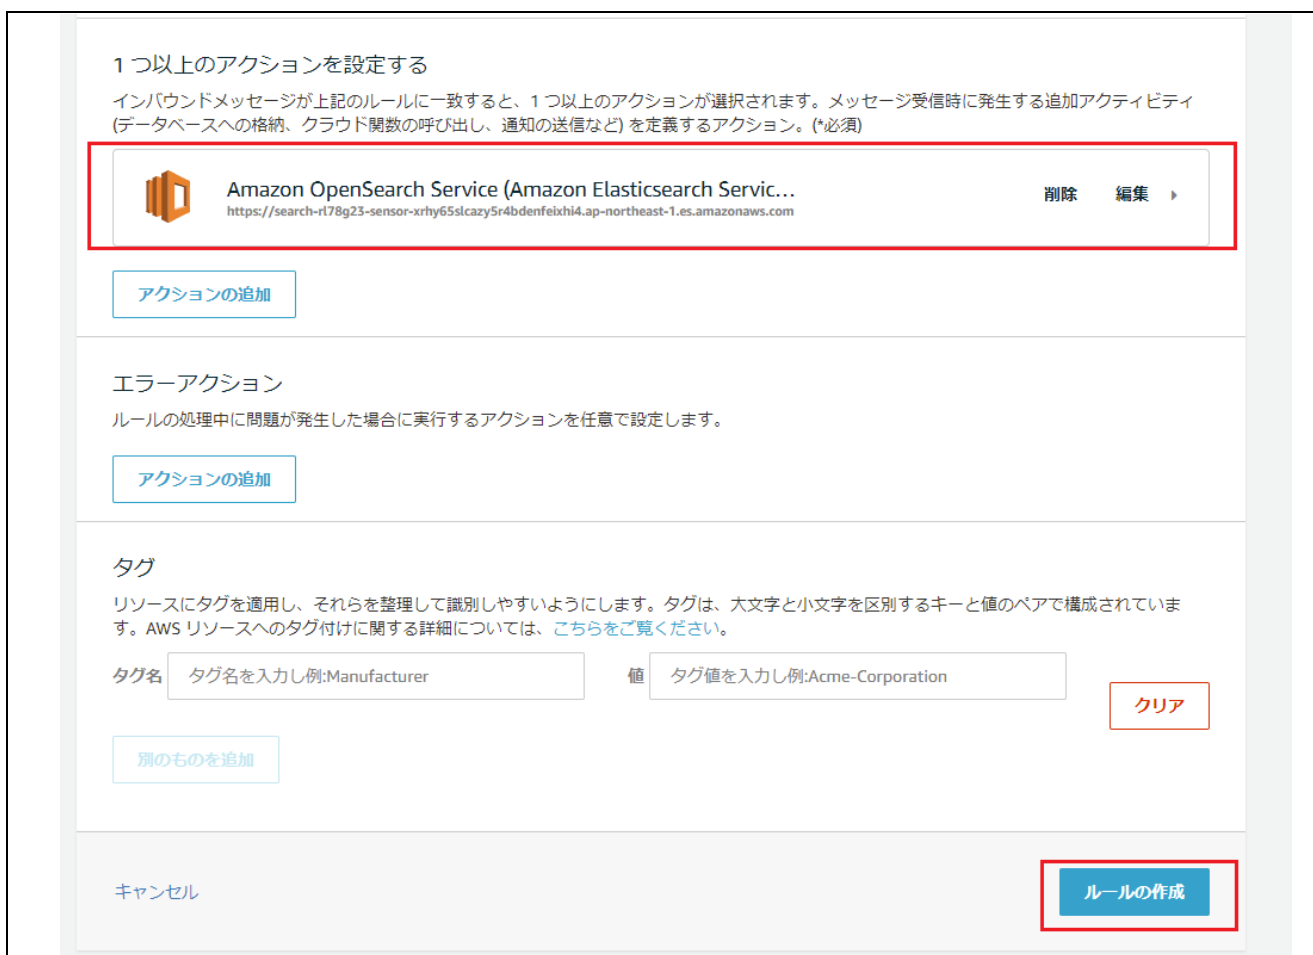 1 つ以上のアクションを設定する
インバウンドメッセージが上記のルールに一致すると、1 つ以上のアクションが選択されます。メッセージ受信時に発生する追加アクティビティ
(データベースへの格納、クラウド関数の呼び出し、通知の送信など) を定義するアクション。(*必須)
Amazon OpenSearch Service (Amazon Elasticsearch Servic...
削除 編集
https://search-rl78g23-sensor-xrhy65slcazy5r4bdenfeixhi4.ap-northeast-1.es.amazonaws.com
アクションの追加
エラーアクション
ルールの処理中に問題が発生した場合に実行するアクションを任意で設定します。
アクションの追加
タグ
リソースにタグを適用し、それらを整理して識別しやすいようにします。タグは、大文字と小文字を区別するキーと値のペアで構成されていま
す。AWS リソースへのタグ付けに関する詳細については、こちらをご覧ください。
タグ名 タグ名を入力し例:Manufacturer 値 タグ値を入力し例:Acme-Corporation
クリア
別のものを追加
キャンセル ルールの作成